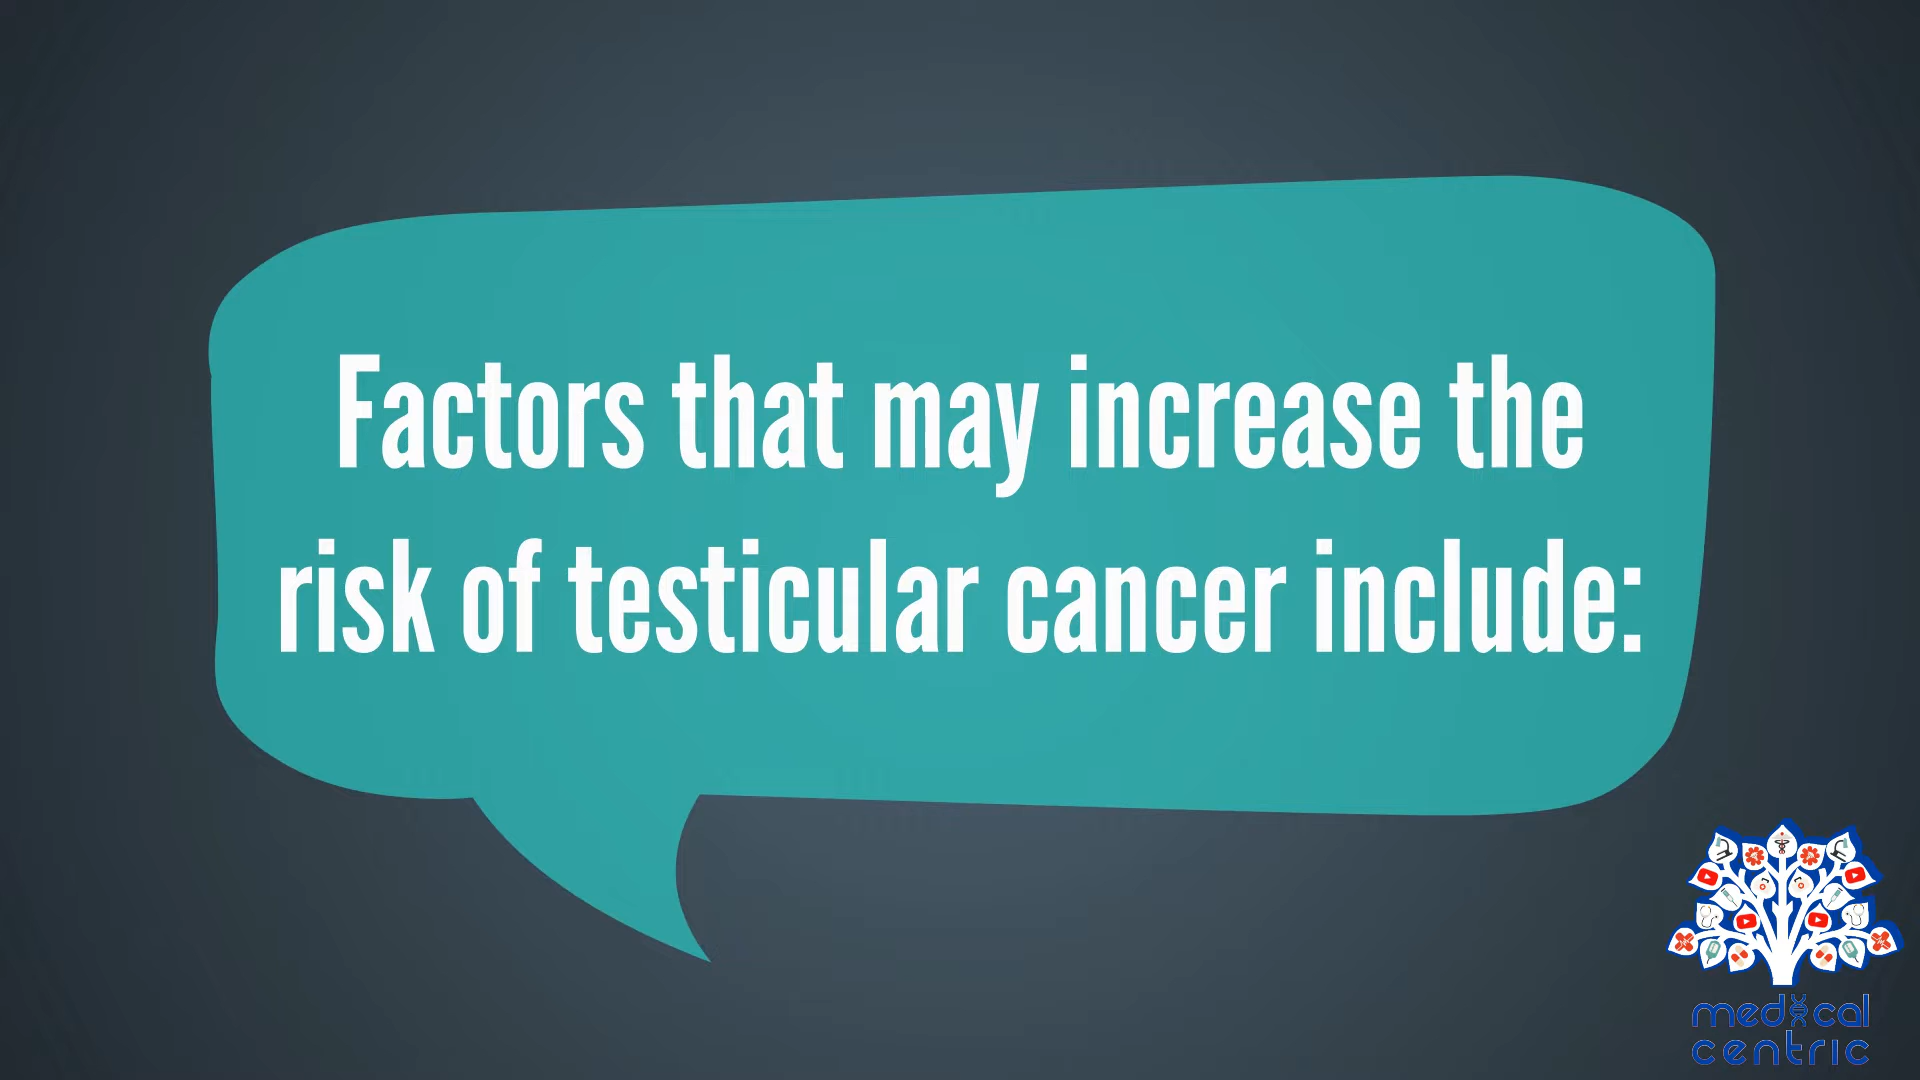 Factors that may increase the
risk of testicular cancer include:
medical
centric